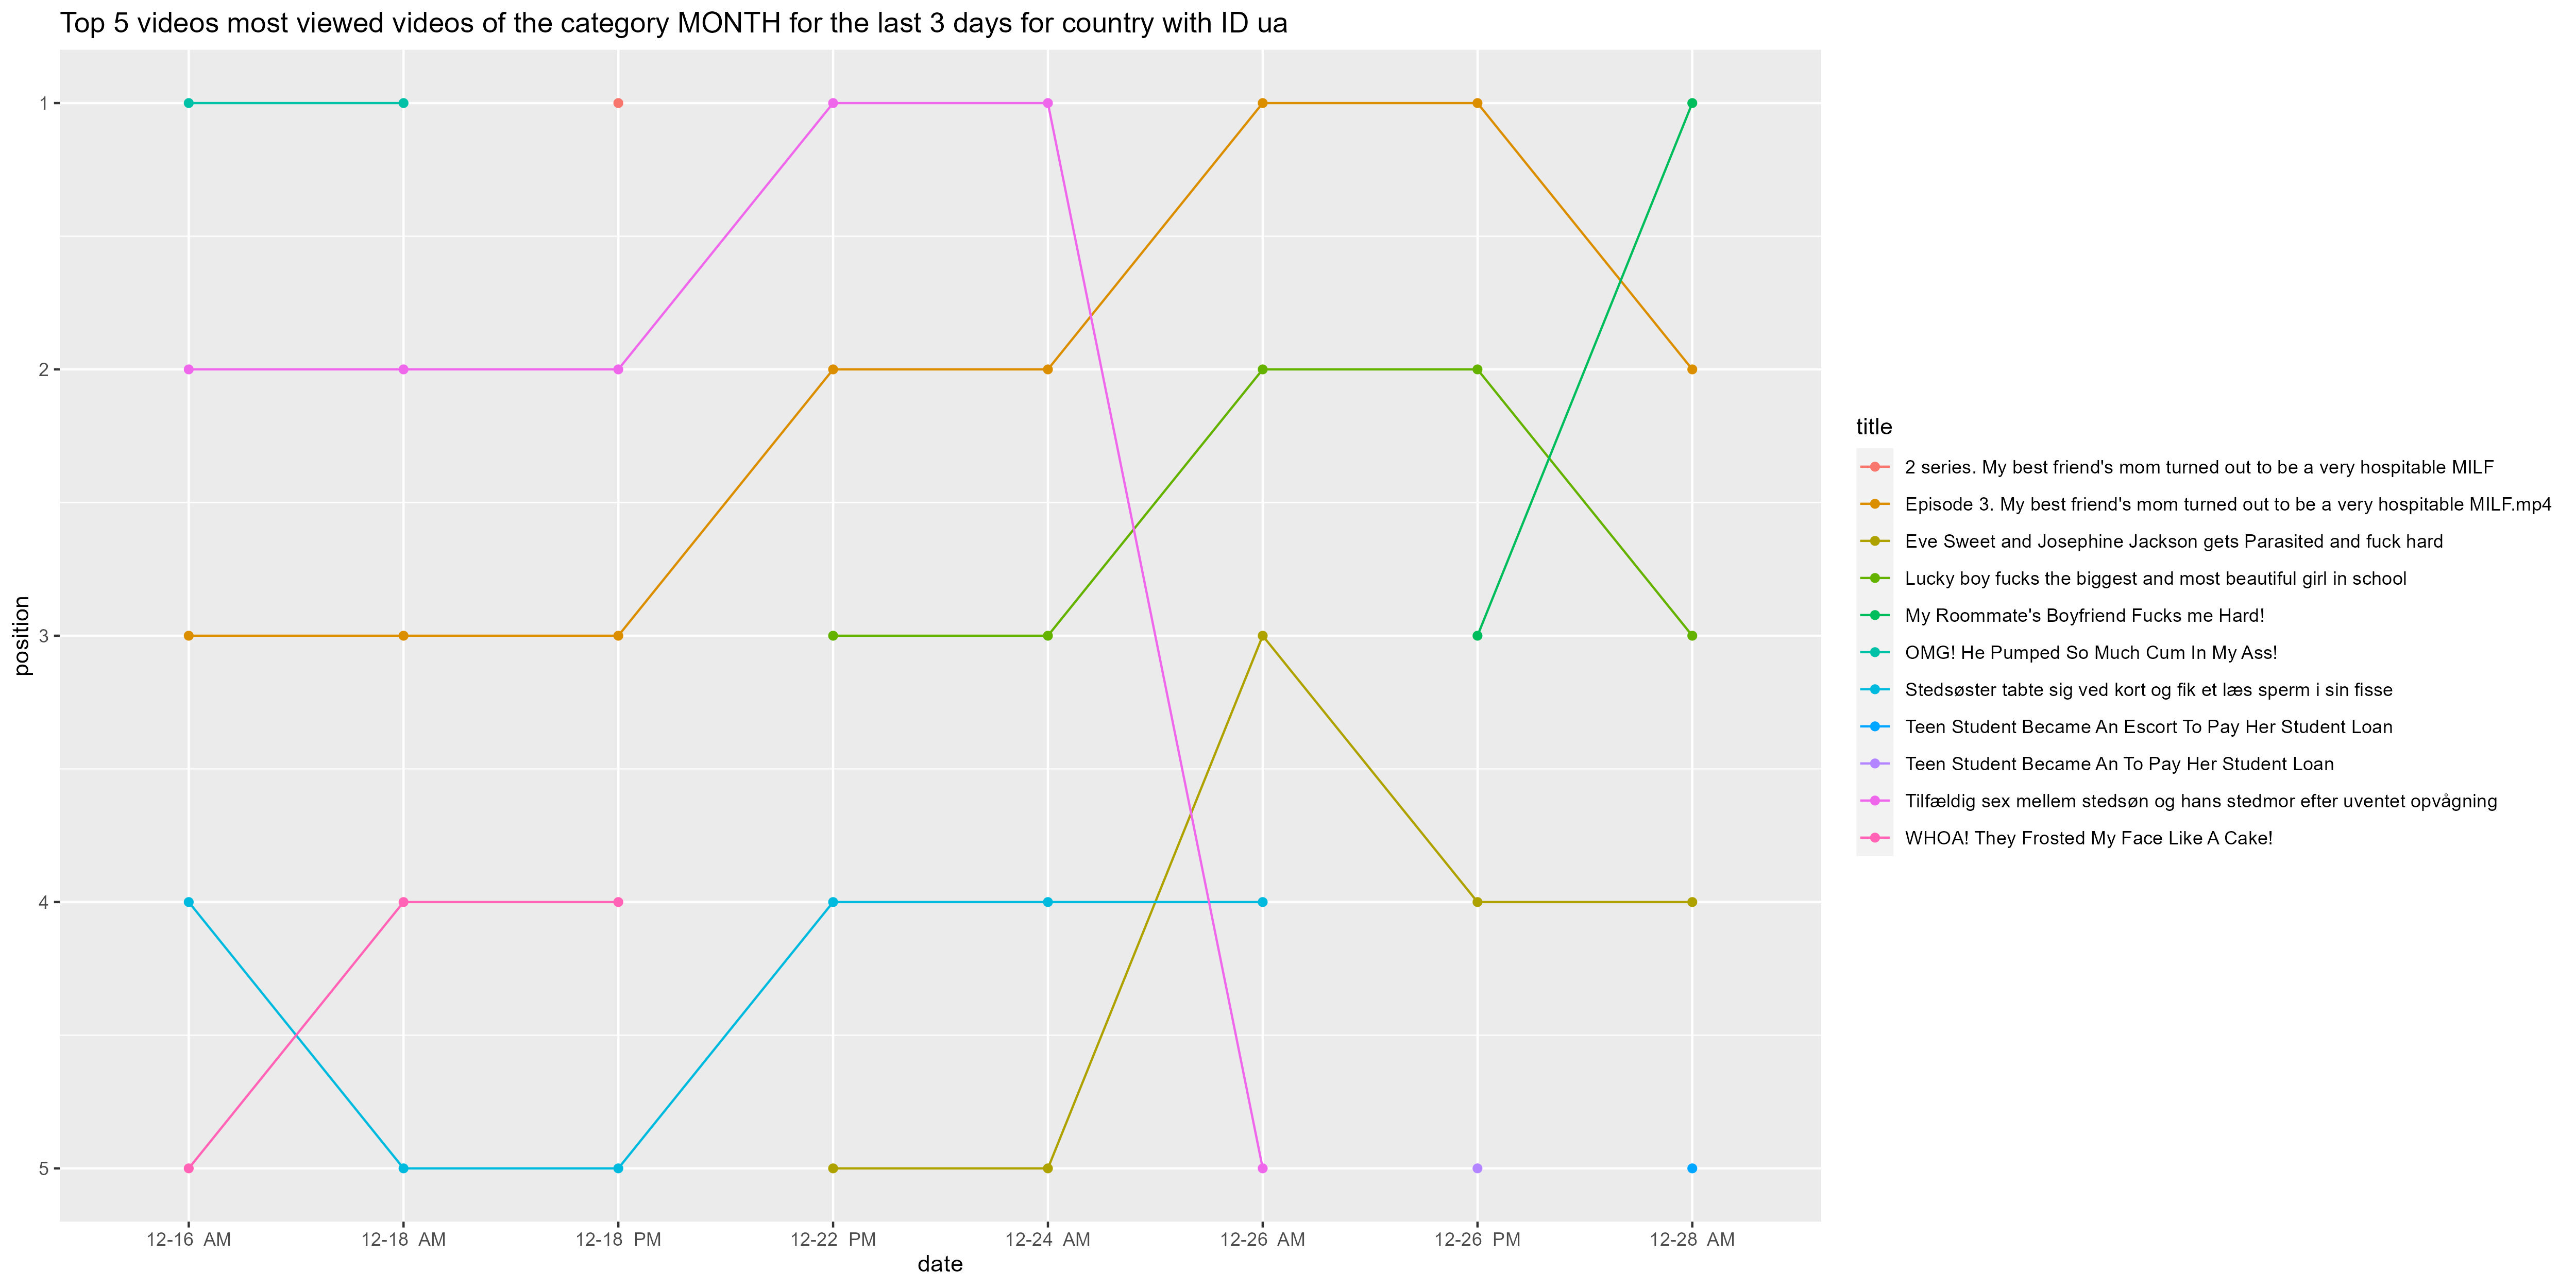 Top 5 videos most viewed videos of the category MONTH for the last 3 days for country with ID ua
1
2
3
4
5
position
12-16 AM
12-18 AM
12-18 PM
12-22 PM
12-24 AM
12-26 AM
12-26 PM
12-28 AM
date
title
2 series. My best friend's mom turned out to be a very hospitable MILF
Episode 3. My best friend's mom turned out to be a very hospitable MILF.mp4
Eve Sweet and Josephine Jackson gets Parasited and fuck hard
Lucky boy fucks the biggest and most beautiful girl in school
My Roommate's Boyfriend Fucks me Hard!
OMG! He Pumped So Much Cum In My Ass!
Stedsøster tabte sig ved kort og fik et læs sperm i sin fisse
Teen Student Became An Escort To Pay Her Student Loan
Teen Student Became An To Pay Her Student Loan
Tilfældig sex mellem stedsøn og hans stedmor efter uventet opvågning
WHOA! They Frosted My Face Like A Cake!